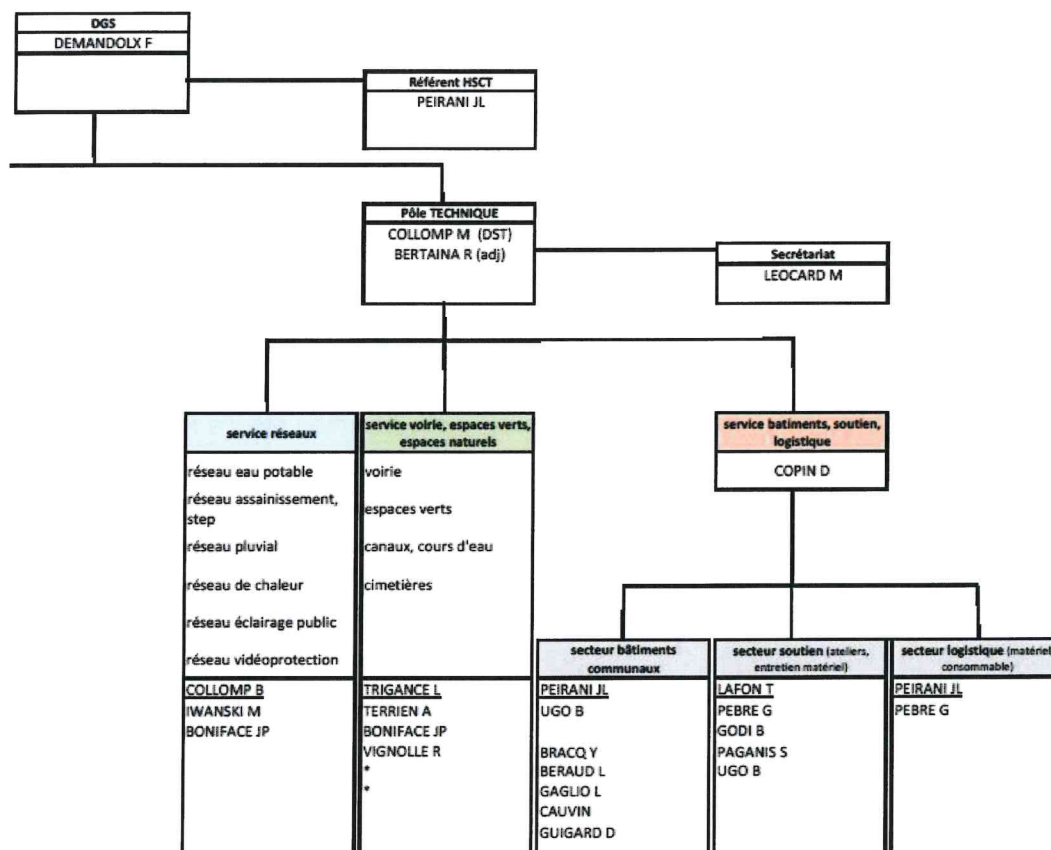 DGS
DEMANDOLX F
Référent HSCT
PEIRANI JL
Pôle TECHNIQUE
COLLOMP M (DST)
BERTAINA R (adj)
Secrétariat
LEOCARD M
service réseaux
réseau eau potable
réseau assainissement,
step
réseau pluvial
réseau de chaleur
réseau éclairage public
réseau vidéoprotection
COLLOMP B
IWANSKI M
BONIFACE JP
service voirie, espaces verts,
espaces naturels
voirie
espaces verts
canaux, cours d'eau
cimetières
TRIGANCE L
TERRIEN A
BONIFACE JP
VIGNOLLE R
*
*
service batiments, soutien,
logistique
COPIN D
secteur bâtiments
communaux
PEIRANI JL
UGO B
BRACQ Y
BERAUD L
GAGLIO L
CAUVIN
GUIGARD D
secteur soutien (ateliers,
entretien matériel)
LAFON T
PEBRE G
GODI B
PAGANIS S
UGO B
secteur logistique (matériel
consommable)
PEIRANI JL
PEBRE G